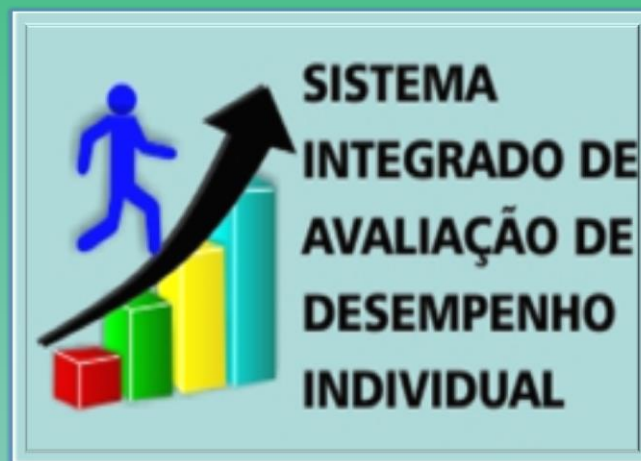 SISTEMA
INTEGRADO DE
AVALIAÇÃO DE
DESEMPENHO
INDIVIDUAL